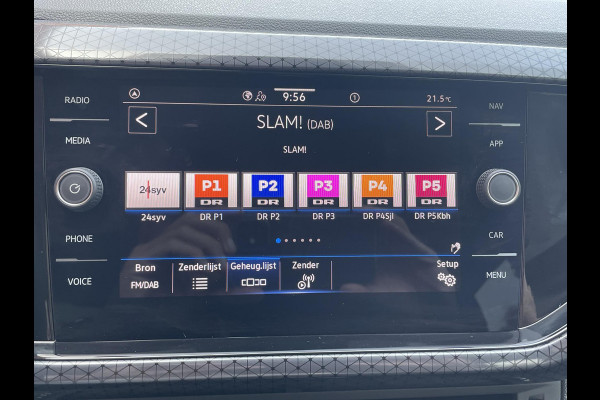 RADIO
MEDIA
PHONE
VOICE
9:56
1
21.5°C
<
SLAM! (DAB)
>
SLAM!
24syv P1 DR P2 DR P3 DR P4 DR P5 DR
24syv DR P1 DR P2 DR P3 DR P4Sjl DR P5Kbh
Bron Zenderlijst Geheug.lijst Zender Setup
FM/DAB
NAV
APP
CAR
MENU